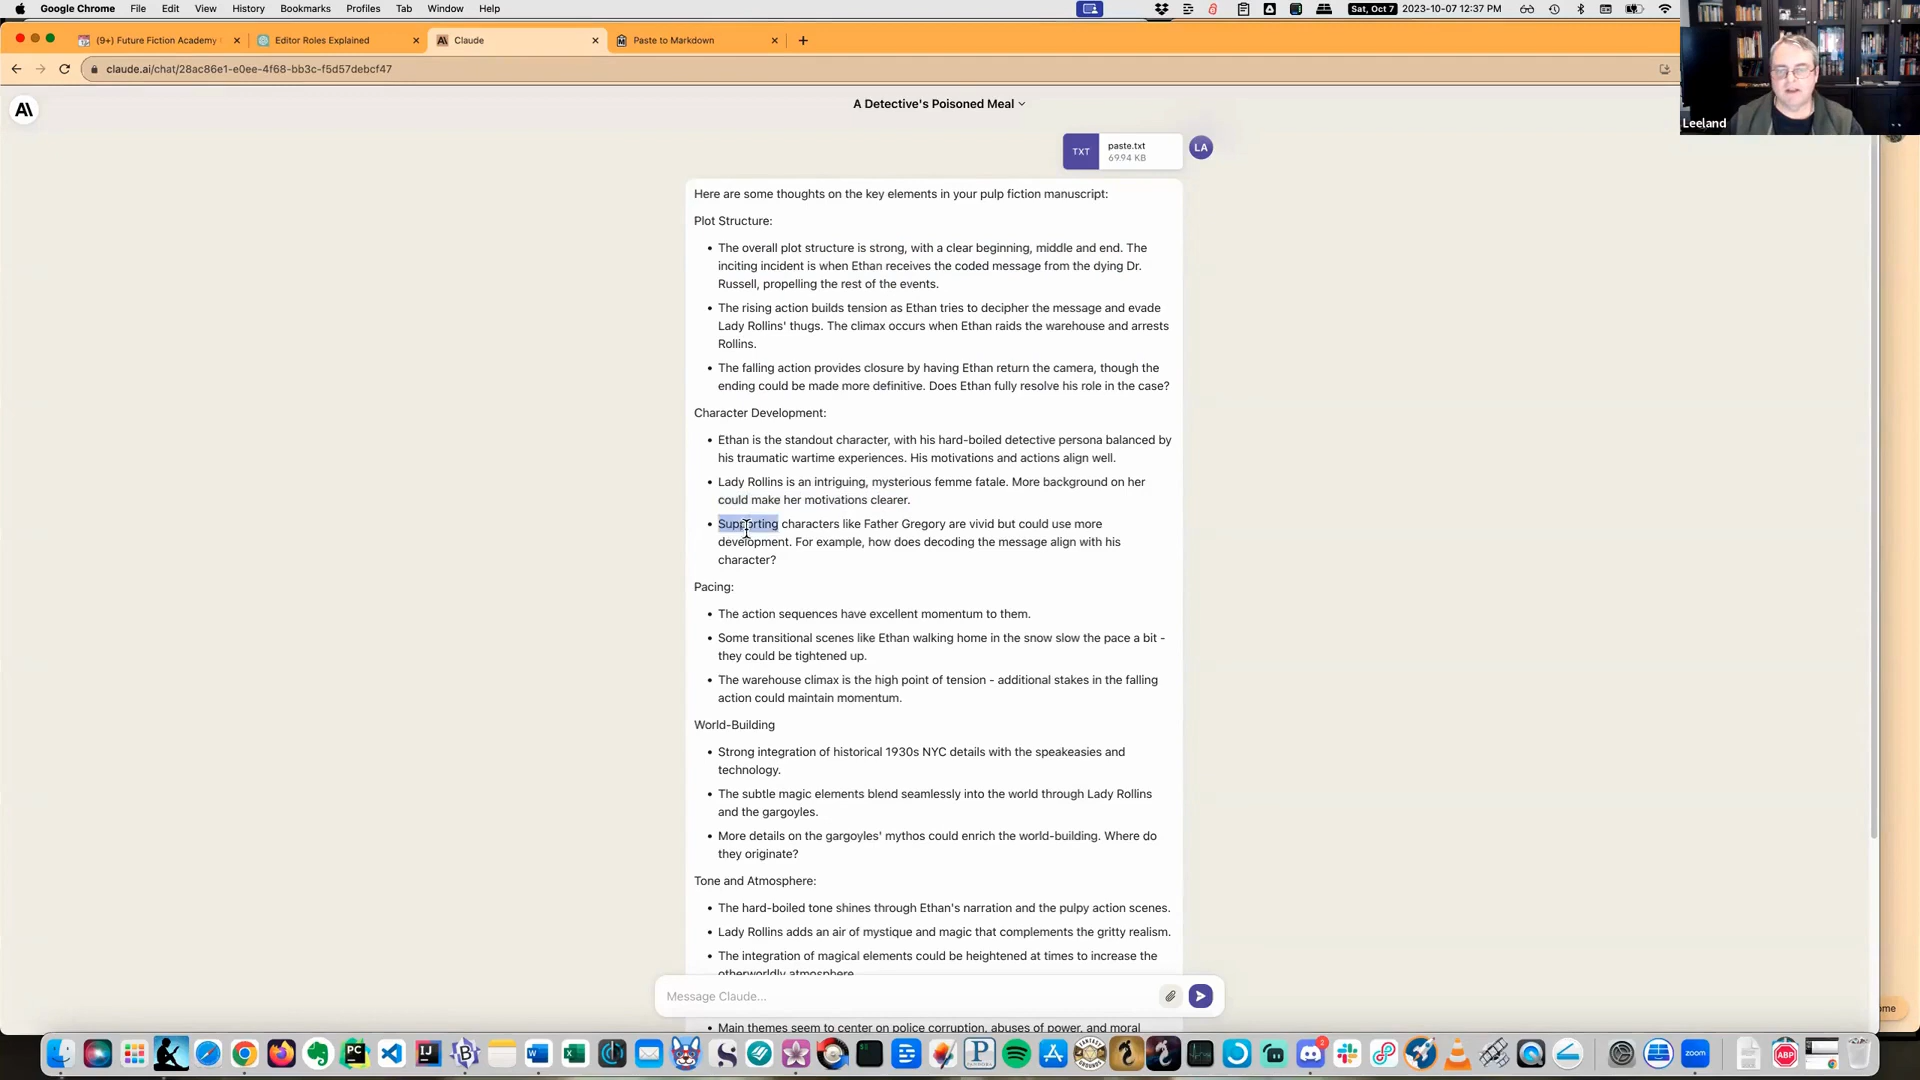 Google Chrome File Edit View History Bookmarks Profiles Tab Window Help Sat, Oct 7 2023-10-07 12:37 PM
(9+) Future Fiction Academy Editor Roles Explained Claude Paste to Markdown
claude.ai/chat/28ac86e1-e0ee-4f68-bb3c-f5d57debcf47
Leeland
A Detective's Poisoned Meal
TXT paste.txt LA
69.94 KB
Here are some thoughts on the key elements in your pulp fiction manuscript:
Plot Structure:
• The overall plot structure is strong, with a clear beginning, middle and end. The
inciting incident is when Ethan receives the coded message from the dying Dr.
Russell, propelling the rest of the events.
• The rising action builds tension as Ethan tries to decipher the message and evade
Lady Rollins' thugs. The climax occurs when Ethan raids the warehouse and arrests
Rollins.
• The falling action provides closure by having Ethan return the camera, though the
ending could be made more definitive. Does Ethan fully resolve his role in the case?
Character Development:
• Ethan is the standout character, with his hard-boiled detective persona balanced by
his traumatic wartime experiences. His motivations and actions align well.
• Lady Rollins is an intriguing, mysterious femme fatale. More background on her
could make her motivations clearer.
• Supporting characters like Father Gregory are vivid but could use more
development. For example, how does decoding the message align with his
character?
Pacing:
• The action sequences have excellent momentum to them.
• Some transitional scenes like Ethan walking home in the snow slow the pace a bit -
they could be tightened up.
• The warehouse climax is the high point of tension - additional stakes in the falling
action could maintain momentum.
World-Building
• Strong integration of historical 1930s NYC details with the speakeasies and
technology.
• The subtle magic elements blend seamlessly into the world through Lady Rollins
and the gargoyles.
• More details on the gargoyles' mythos could enrich the world-building. Where do
they originate?
Tone and Atmosphere:
• The hard-boiled tone shines through Ethan's narration and the pulpy action scenes.
• Lady Rollins adds an air of mystique and magic that complements the gritty realism.
• The integration of magical elements could be heightened at times to increase the
otherworldly atmosphere.
Message Claude...
• Main themes seem to center on police corruption, abuses of power, and moral